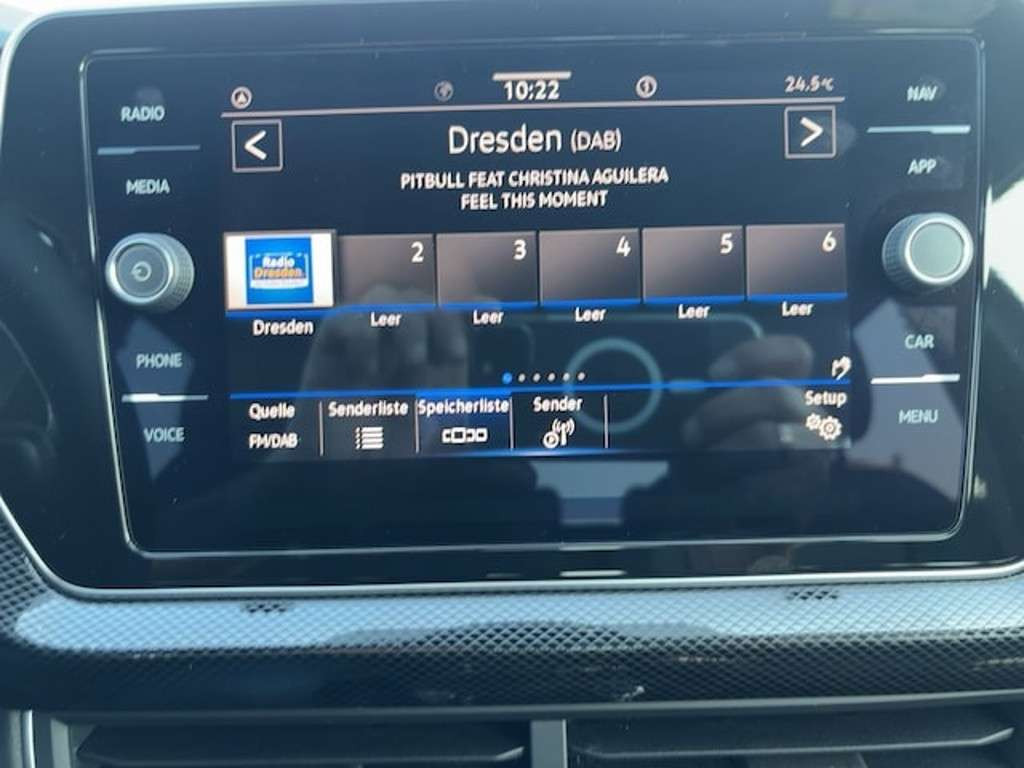 RADIO
MEDIA
PHONE
VOICE
10:22
24.5°C
Dresden (DAB)
PITBULL FEAT CHRISTINA AGUILERA
FEEL THIS MOMENT
Radio
Dresden
2
3
4
5
6
Dresden
Leer
Leer
Leer
Leer
Leer
Quelle
FM/DAB
Senderliste
Speicherliste
Sender
Setup
NAV
APP
CAR
MENU